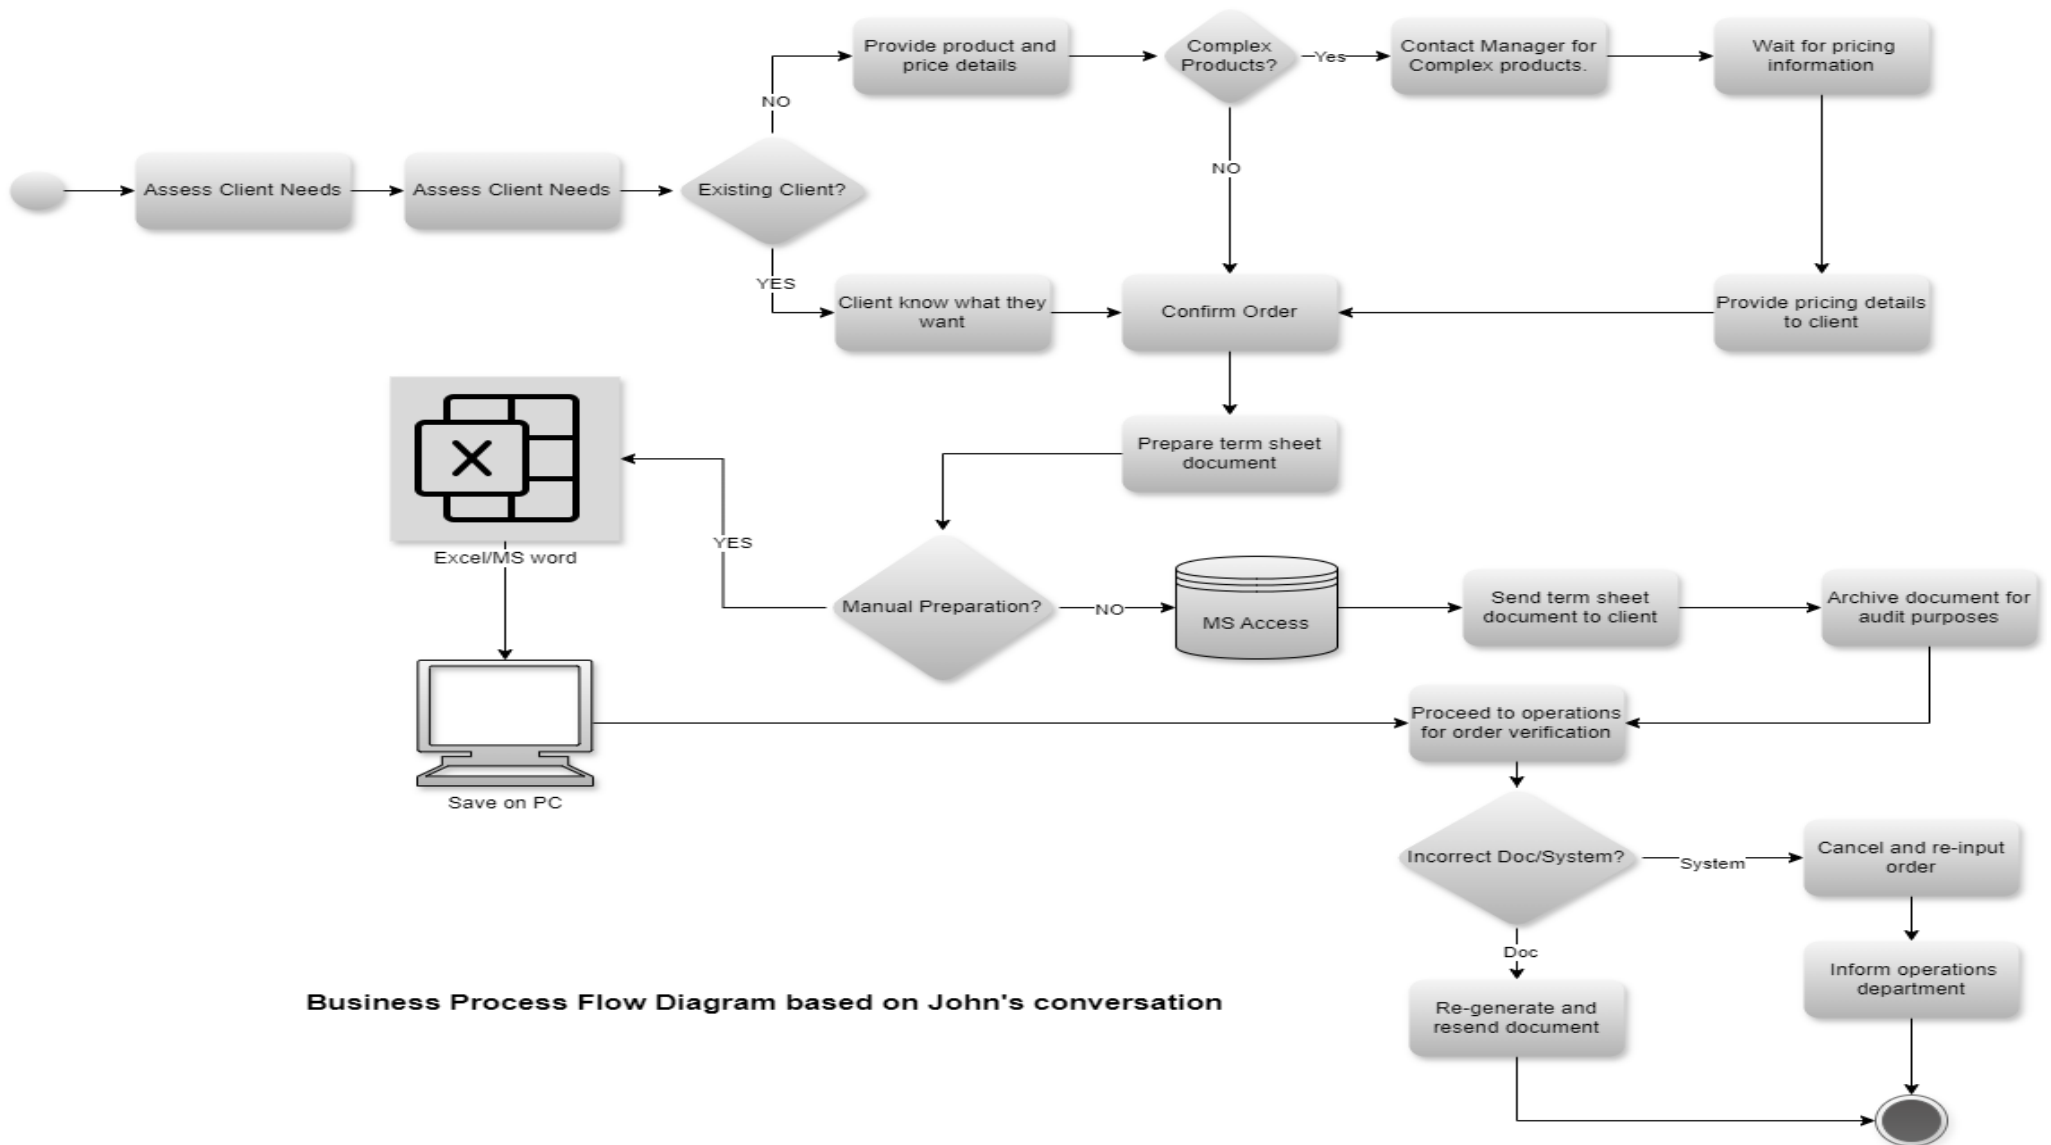 Provide product and
price details
Complex
Products?
Yes
Contact Manager for
Complex products.
Wait for pricing
information
NO
Assess Client Needs
Assess Client Needs
Existing Client?
NO
YES
Client know what they
want
Confirm Order
Provide pricing details
to client
Prepare term sheet
document
Excel/MS word
YES
Manual Preparation?
NO
MS Access
Send term sheet
document to client
Archive document for
audit purposes
Save on PC
Proceed to operations
for order verification
Incorrect Doc/System?
System
Cancel and re-input
order
Doc
Inform operations
department
Re-generate and
resend document
Business Process Flow Diagram based on John's conversation